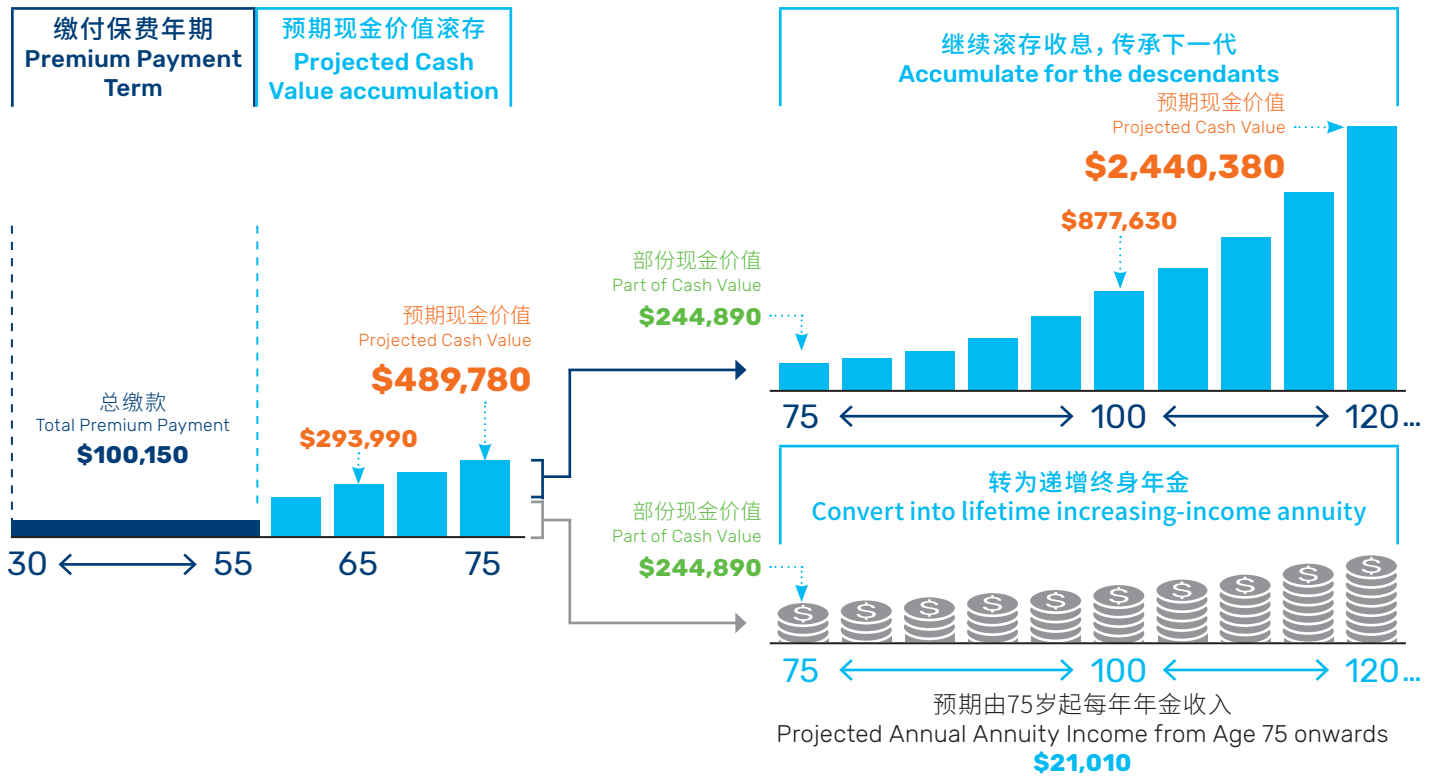 缴付保费年期
Premium Payment
Term
预期现金价值滚存
Projected Cash
Value accumulation
总缴款
Total Premium Payment
$100,150
30
55
65
75
$293,990
预期现金价值
Projected Cash Value
$489,780
部份现金价值
Part of Cash Value
$244,890
继续滚存收息，传承下一代
Accumulate for the descendants
预期现金价值
Projected Cash Value
$2,440,380
$877,630
75
100
120...
部份现金价值
Part of Cash Value
$244,890
转为递增终身年金
Convert into lifetime increasing-income annuity
$ $ $ $ $ $ $ $ $ $
75
100
120...
预期由75岁起每年年金收入
Projected Annual Annuity Income from Age 75 onwards
$21,010